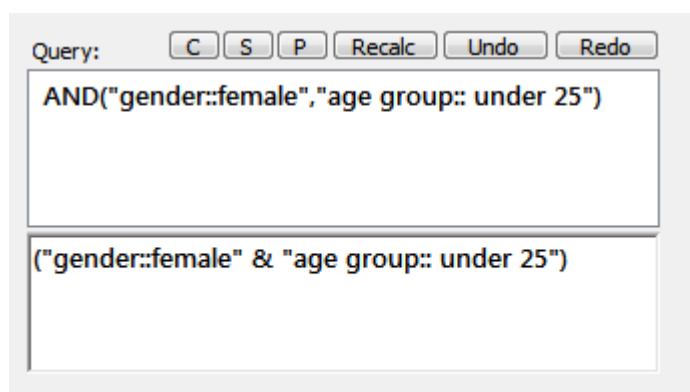 Query: C S P Recalc Undo Redo
AND("gender::female","age group:: under 25")
("gender::female" & "age group:: under 25")